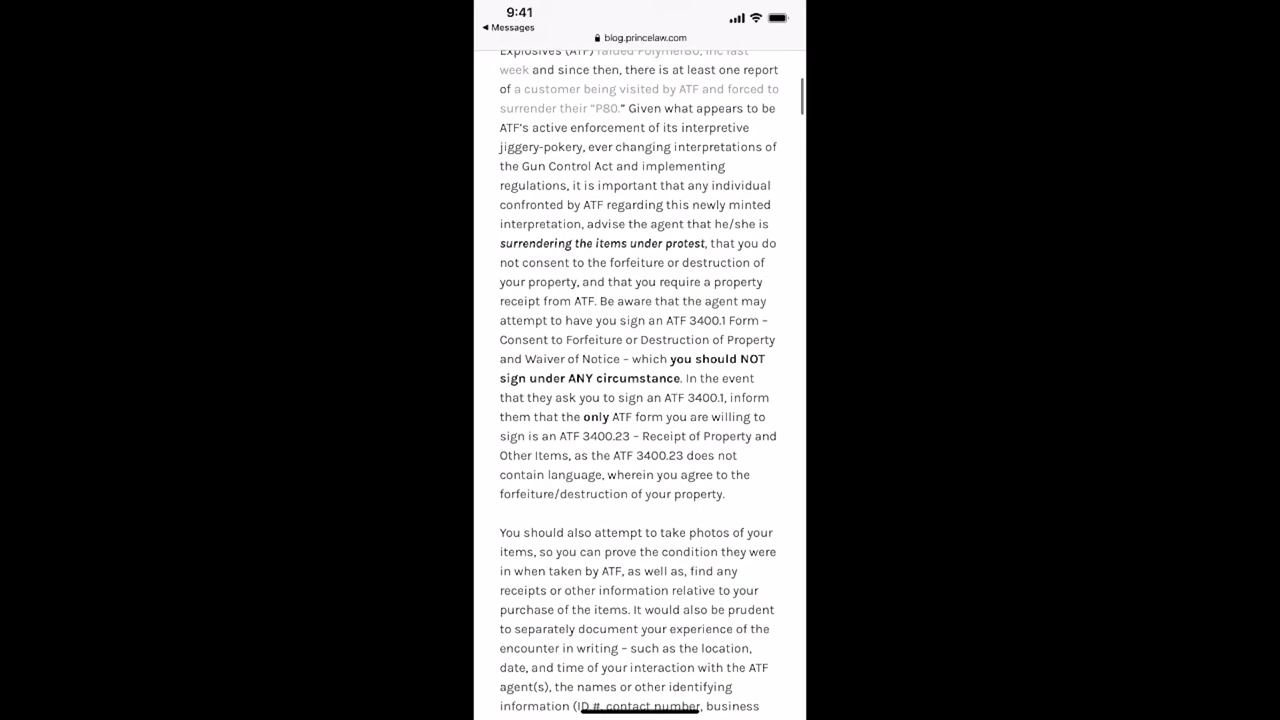 9:41
◀ Messages
blog.princelaw.com
Explosives (ATF) raided Polymer80, Inc last
week and since then, there is at least one report
of a customer being visited by ATF and forced to
surrender their “P80.” Given what appears to be
ATF’s active enforcement of its interpretive
jiggery-pokery, ever changing interpretations of
the Gun Control Act and implementing
regulations, it is important that any individual
confronted by ATF regarding this newly minted
interpretation, advise the agent that he/she is
surrendering the items under protest, that you do
not consent to the forfeiture or destruction of
your property, and that you require a property
receipt from ATF. Be aware that the agent may
attempt to have you sign an ATF 3400.1 Form –
Consent to Forfeiture or Destruction of Property
and Waiver of Notice – which you should NOT
sign under ANY circumstance. In the event
that they ask you to sign an ATF 3400.1, inform
them that the only ATF form you are willing to
sign is an ATF 3400.23 – Receipt of Property and
Other Items, as the ATF 3400.23 does not
contain language, wherein you agree to the
forfeiture/destruction of your property.
You should also attempt to take photos of your
items, so you can prove the condition they were
in when taken by ATF, as well as, find any
receipts or other information relative to your
purchase of the items. It would also be prudent
to separately document your experience of the
encounter in writing – such as the location,
date, and time of your interaction with the ATF
agent(s), the names or other identifying
information (ID #, contact number, business